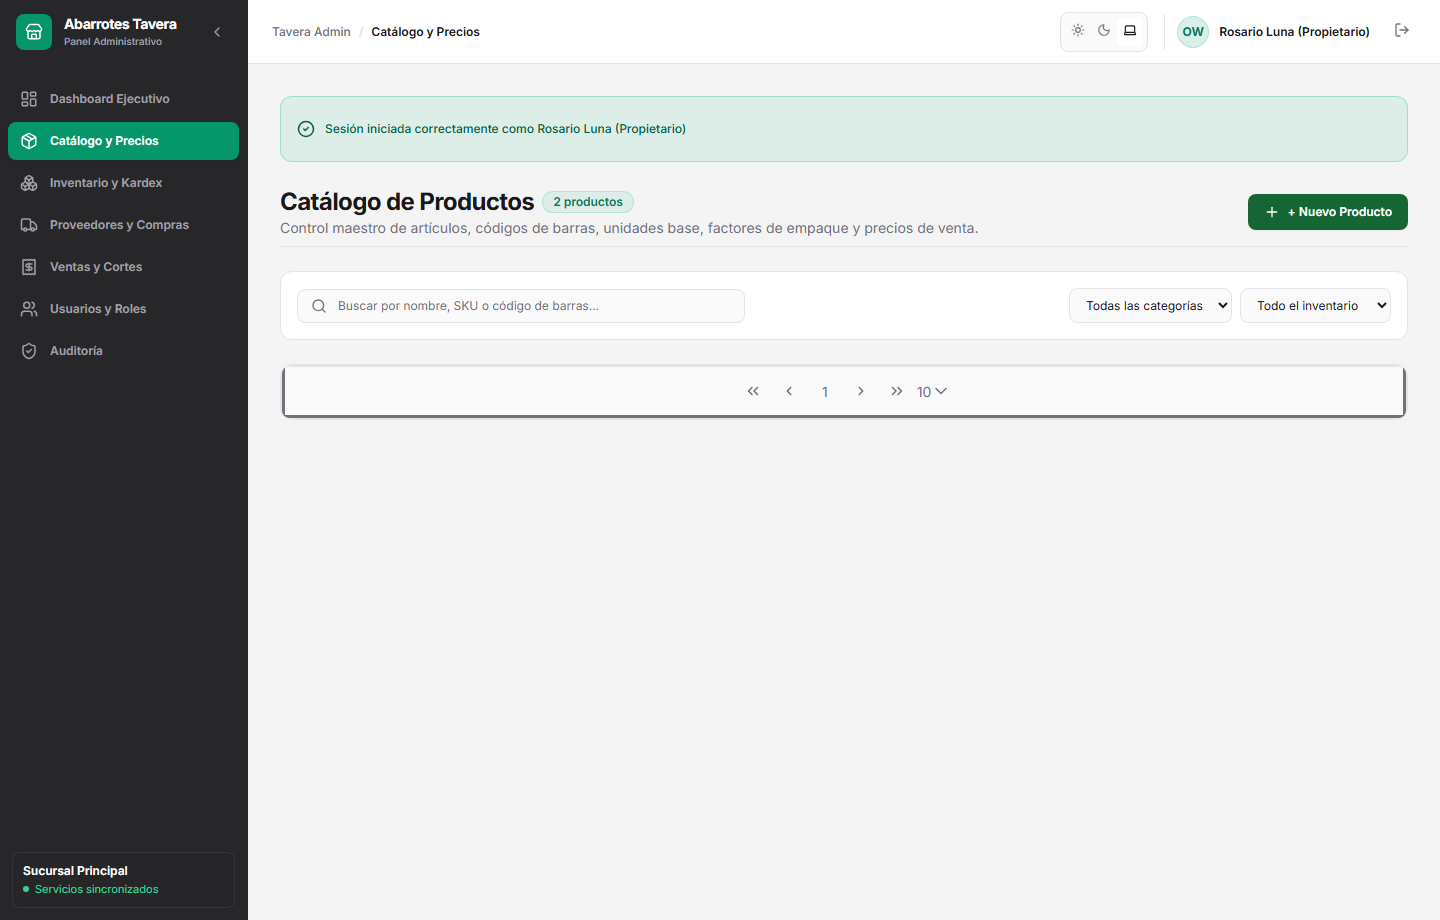 Abarrotes Tavera
Panel Administrativo
Dashboard Ejecutivo
Catálogo y Precios
Inventario y Kardex
Proveedores y Compras
Ventas y Cortes
Usuarios y Roles
Auditoría
Sucursal Principal
Servicios sincronizados
Tavera Admin / Catálogo y Precios
OW Rosario Luna (Propietario)
Sesión iniciada correctamente como Rosario Luna (Propietario)
Catálogo de Productos 2 productos
Control maestro de artículos, códigos de barras, unidades base, factores de empaque y precios de venta.
+ Nuevo Producto
Buscar por nombre, SKU o código de barras...
Todas las categorías
Todo el inventario
1
10